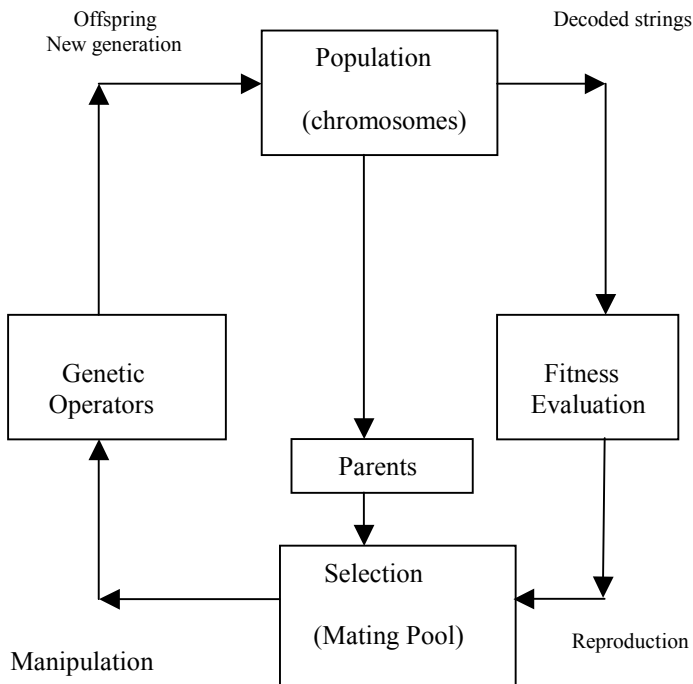 Offspring
New generation
Decoded strings
Population
(chromosomes)
Genetic
Operators
Fitness
Evaluation
Parents
Selection
(Mating Pool)
Manipulation
Reproduction